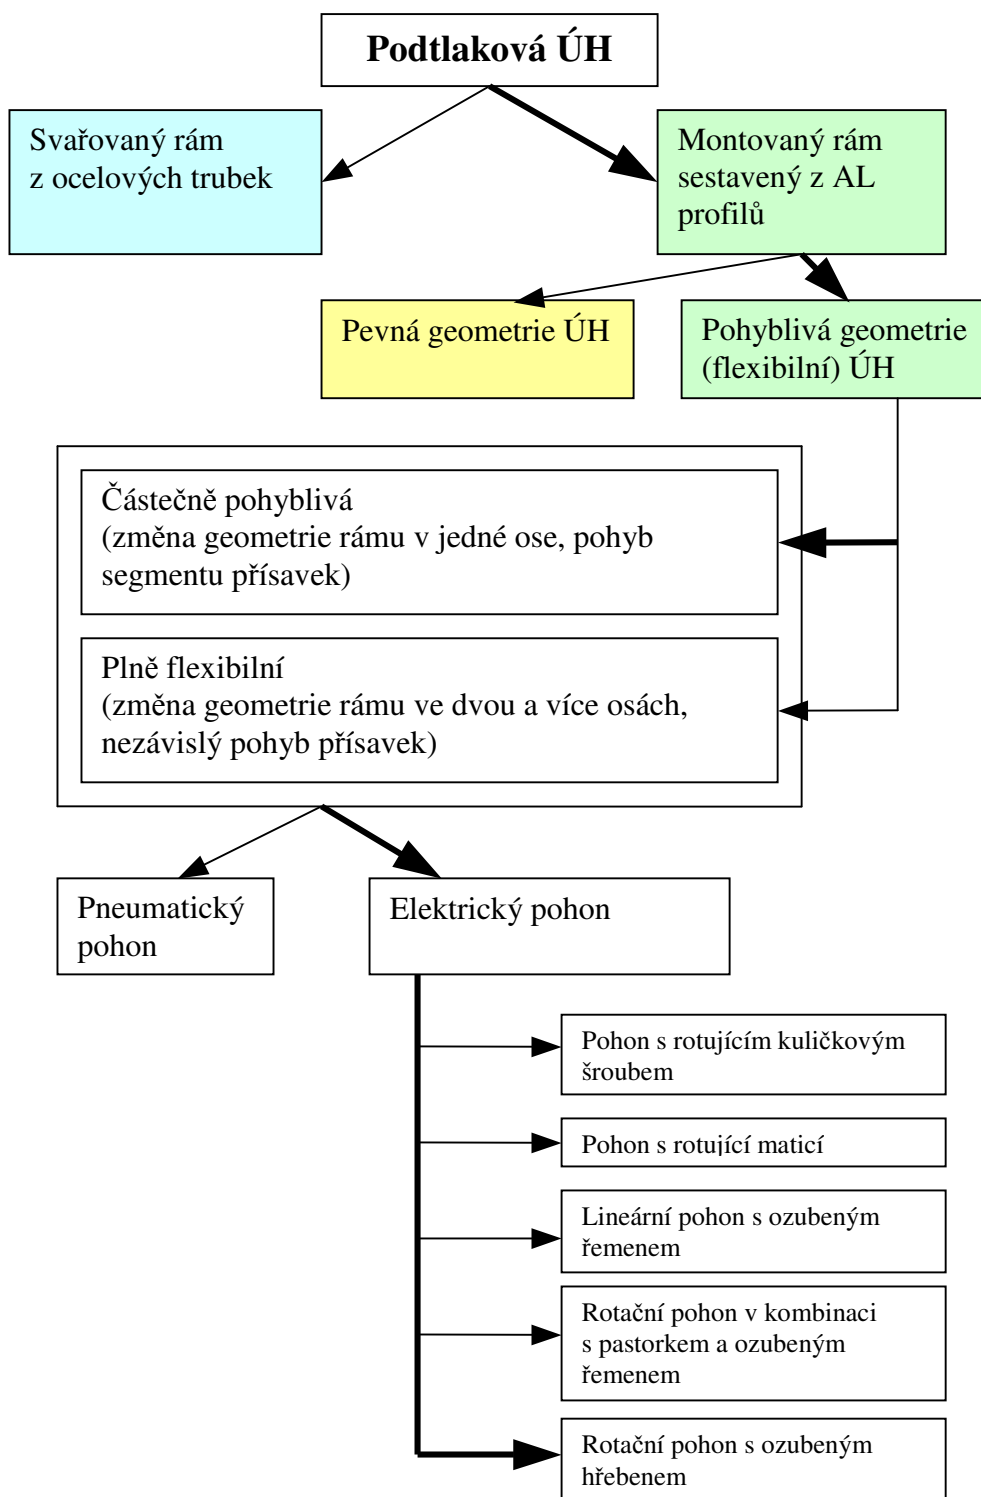 Podtlaková ÚH
Svařovaný rám
z ocelových trubek
Montovaný rám
sestavený z AL
profilů
Pevná geometrie ÚH
Pohyblivá geometrie
(flexibilní) ÚH
Částečně pohyblivá
(změna geometrie rámu v jedné ose, pohyb
segmentu přísavek)
Plně flexibilní
(změna geometrie rámu ve dvou a více osách,
nezávislý pohyb přísavek)
Pneumatický
pohon
Elektrický pohon
Pohon s rotujícím kuličkovým
šroubem
Pohon s rotující maticí
Lineární pohon s ozubeným
řemenem
Rotační pohon v kombinaci
s pastorkem a ozubeným
řemenem
Rotační pohon s ozubeným
hřebenem